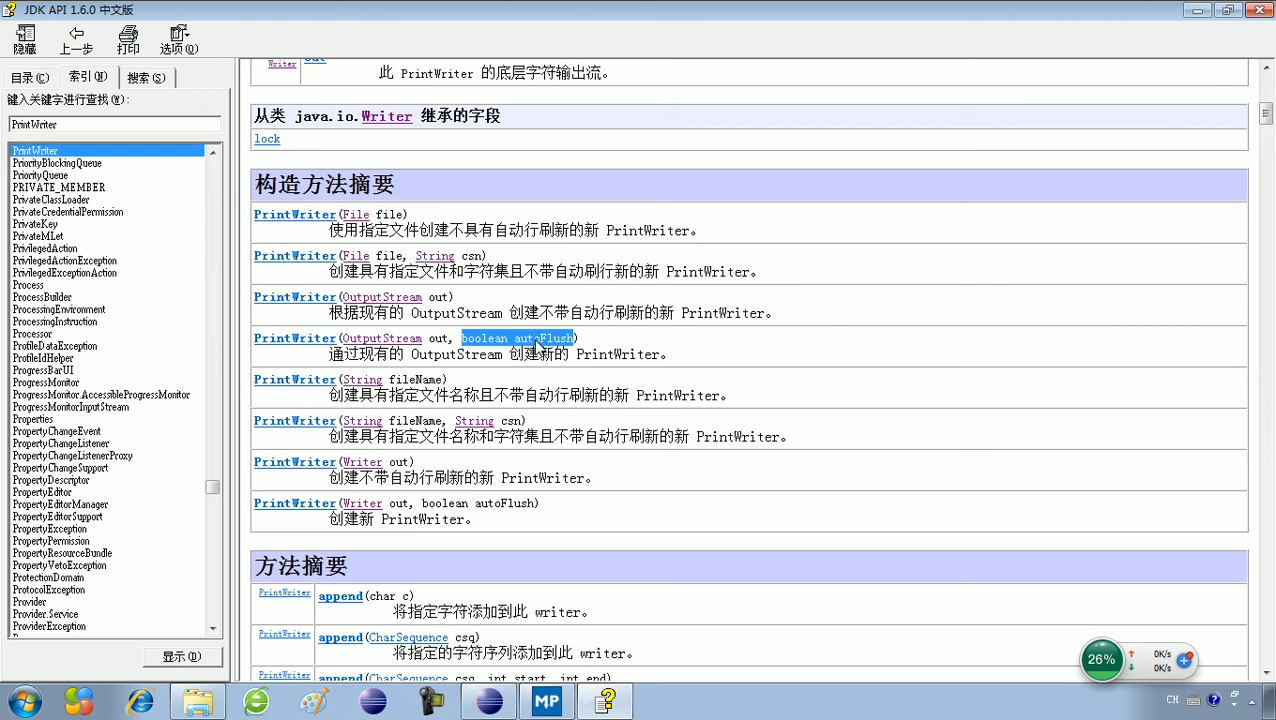 JDK API 1.6.0 中文版
隐藏 上一步 打印 选项(O)
目录(C) 索引(N) 搜索(S)
键入关键字进行查找(W):
PrintWriter
PrintWriter
PriorityBlockingQueue
PriorityQueue
PRIVATE_MEMBER
PrivateClassLoader
PrivateCredentialPermission
PrivateKey
PrivateMLet
PrivilegedAction
PrivilegedActionException
PrivilegedExceptionAction
Process
ProcessBuilder
ProcessingEnvironment
ProcessingInstruction
Processor
ProfileDataException
ProfileIdHelper
ProgressBarUI
ProgressMonitor
ProgressMonitor.AccessibleProgressMonitor
ProgressMonitorInputStream
Properties
PropertyChangeEvent
PropertyChangeListener
PropertyChangeListenerProxy
PropertyChangeSupport
PropertyDescriptor
PropertyEditor
PropertyEditorManager
PropertyEditorSupport
PropertyException
PropertyPermission
PropertyResourceBundle
PropertyVetoException
ProtectionDomain
ProtocolException
Provider
Provider.Service
ProviderException
显示(D)
Writer out
此 PrintWriter 的底层字符输出流。
从类 java.io.Writer 继承的字段
lock
构造方法摘要
PrintWriter(File file)
使用指定文件创建不具有自动行刷新的新 PrintWriter。
PrintWriter(File file, String csn)
创建具有指定文件和字符集且不带自动刷行新的新 PrintWriter。
PrintWriter(OutputStream out)
根据现有的 OutputStream 创建不带自动行刷新的新 PrintWriter。
PrintWriter(OutputStream out, boolean autoFlush)
通过现有的 OutputStream 创建新的 PrintWriter。
PrintWriter(String fileName)
创建具有指定文件名称且不带自动行刷新的新 PrintWriter。
PrintWriter(String fileName, String csn)
创建具有指定文件名称和字符集且不带自动行刷新的新 PrintWriter。
PrintWriter(Writer out)
创建不带自动行刷新的新 PrintWriter。
PrintWriter(Writer out, boolean autoFlush)
创建新 PrintWriter。
方法摘要
PrintWriter append(char c)
将指定字符添加到此 writer。
PrintWriter append(CharSequence csq)
将指定的字符序列添加到此 writer。
PrintWriter append(CharSequence csq, int start, int end)
26% 0K/s
0K/s
MP
CH